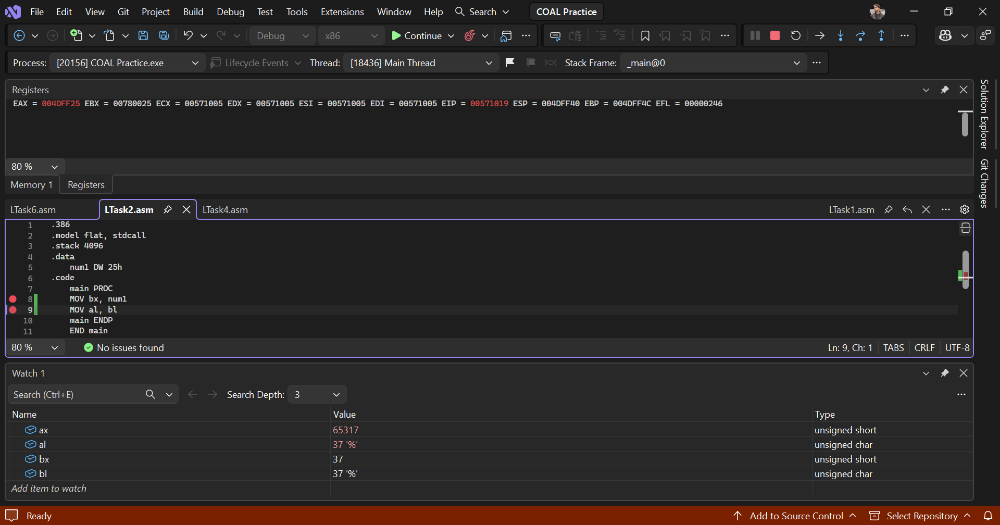 File Edit View Git Project Build Debug Test Tools Extensions Window Help Search COAL Practice
Debug x86 Continue
Process: [20156] COAL Practice.exe Lifecycle Events Thread: [18436] Main Thread Stack Frame: _main@0
Registers
EAX = 004DFF25 EBX = 00780025 ECX = 00571005 EDX = 00571005 ESI = 00571005 EDI = 00571005 EIP = 00571019 ESP = 004DFF40 EBP = 004DFF4C EFL = 00000246
80 %
Memory 1 Registers
Solution Explorer
Git Changes
LTask6.asm LTask2.asm LTask4.asm LTask1.asm
1 .386
2 .model flat, stdcall
3 .stack 4096
4 .data
5 num1 DW 25h
6 .code
7 main PROC
8 MOV bx, num1
9 MOV al, bl
10 main ENDP
11 END main
80 % No issues found Ln: 9, Ch: 1 TABS CRLF UTF-8
Watch 1
Search (Ctrl+E) Search Depth: 3
Name Value Type
ax 65317 unsigned short
al 37 '%' unsigned char
bx 37 unsigned short
bl 37 '%' unsigned char
Add item to watch
Ready Add to Source Control Select Repository